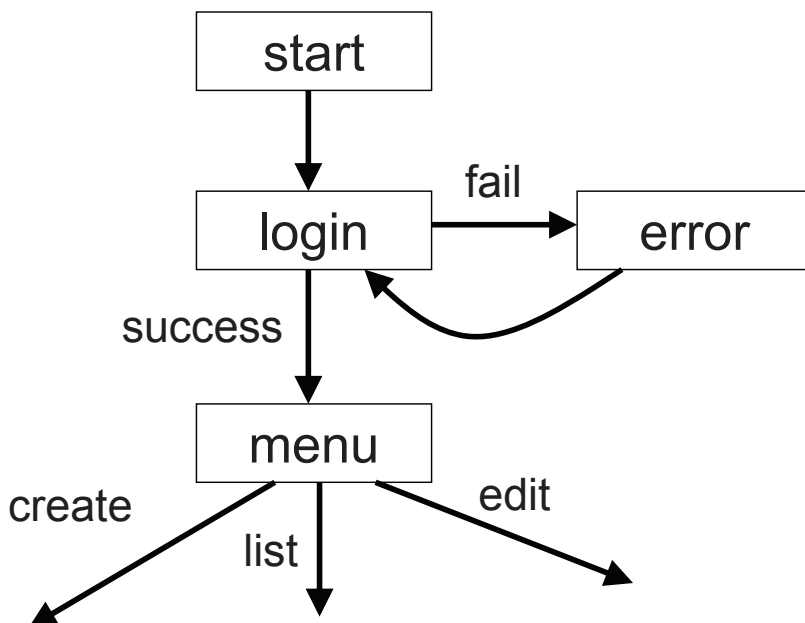 start
fail
login
error
success
menu
create
edit
list